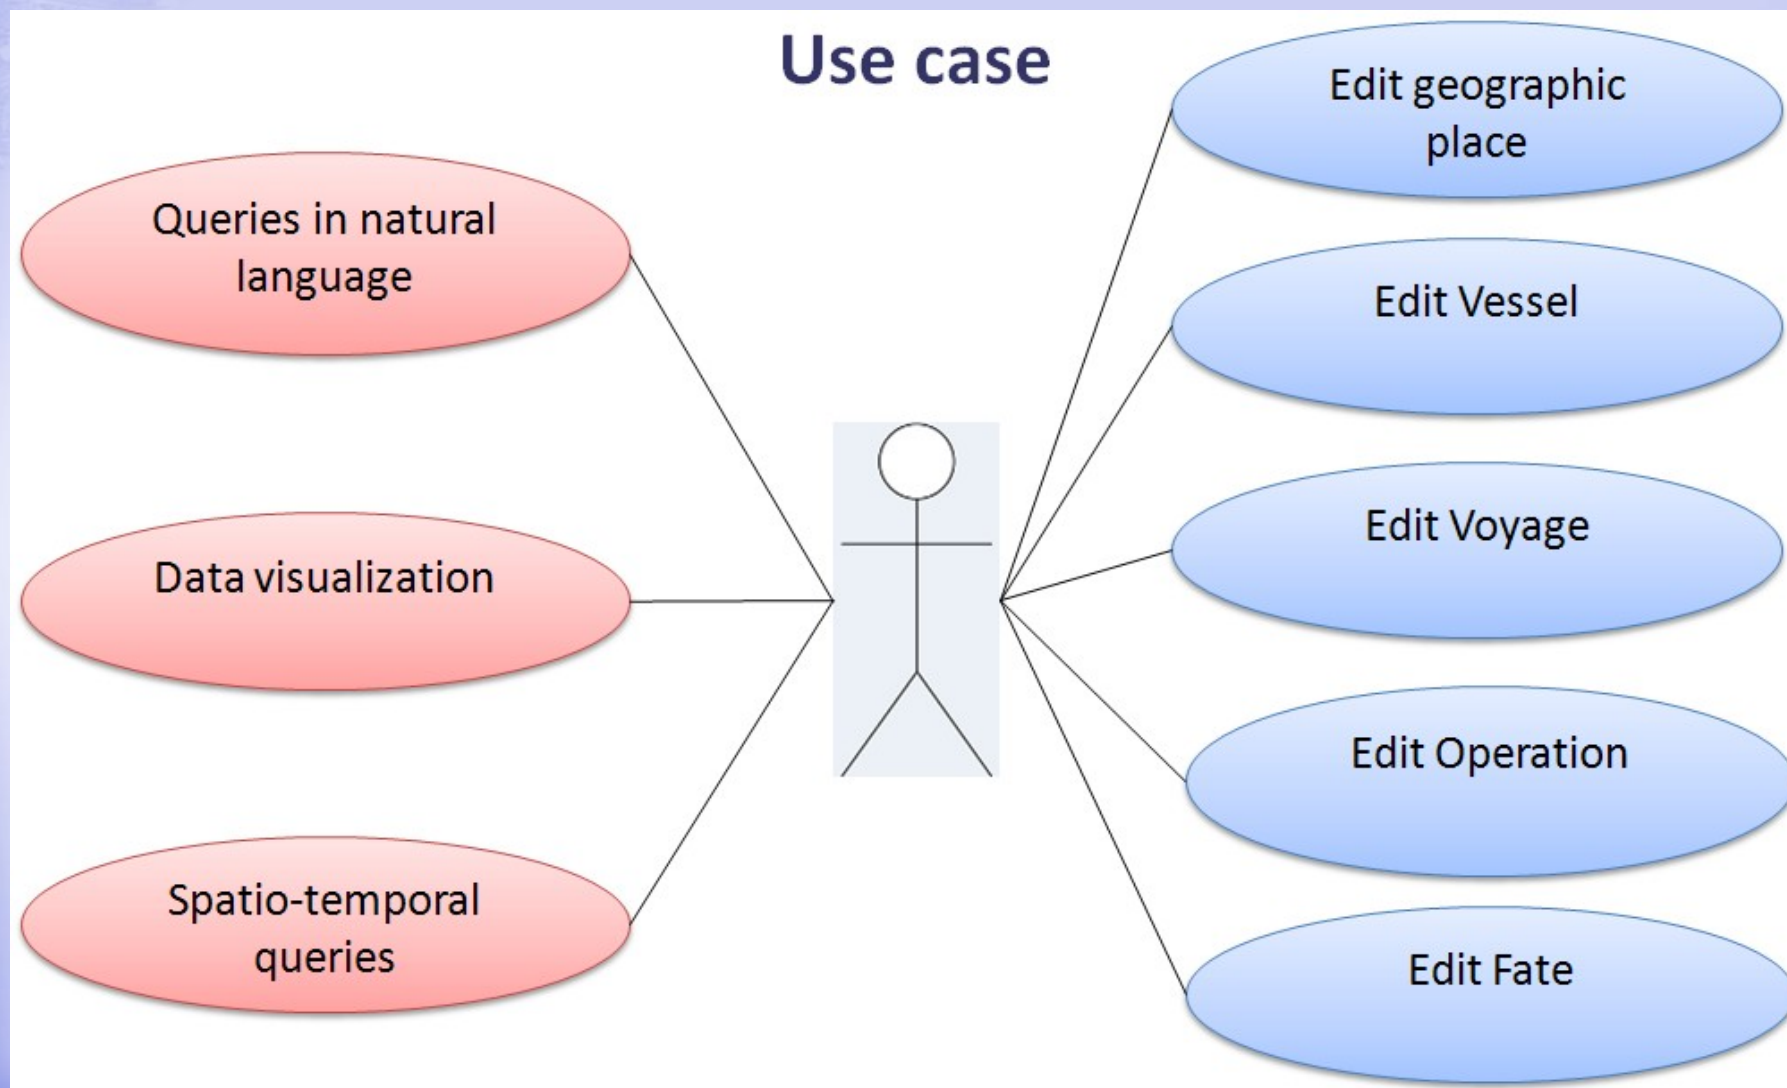 Use case
Queries in natural
language
Data visualization
Spatio-temporal
queries
Edit geographic
place
Edit Vessel
Edit Voyage
Edit Operation
Edit Fate